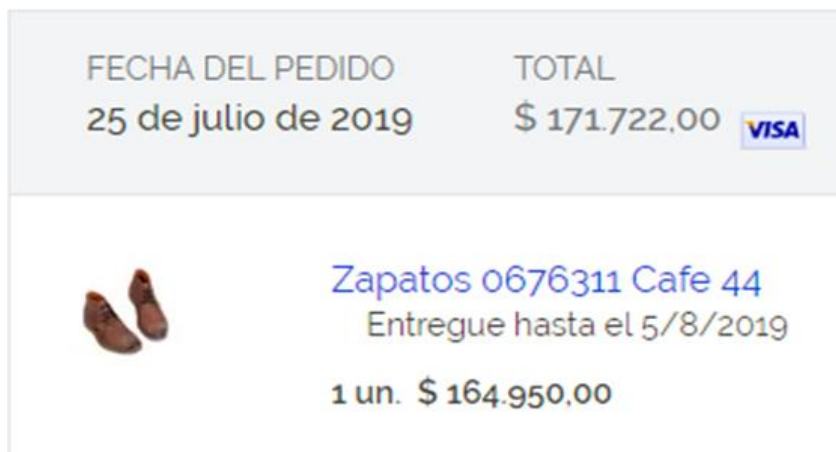 FECHA DEL PEDIDO
25 de julio de 2019
TOTAL
$ 171.722,00
VISA
Zapatos 0676311 Cafe 44
Entregue hasta el 5/8/2019
1 un. $ 164.950,00